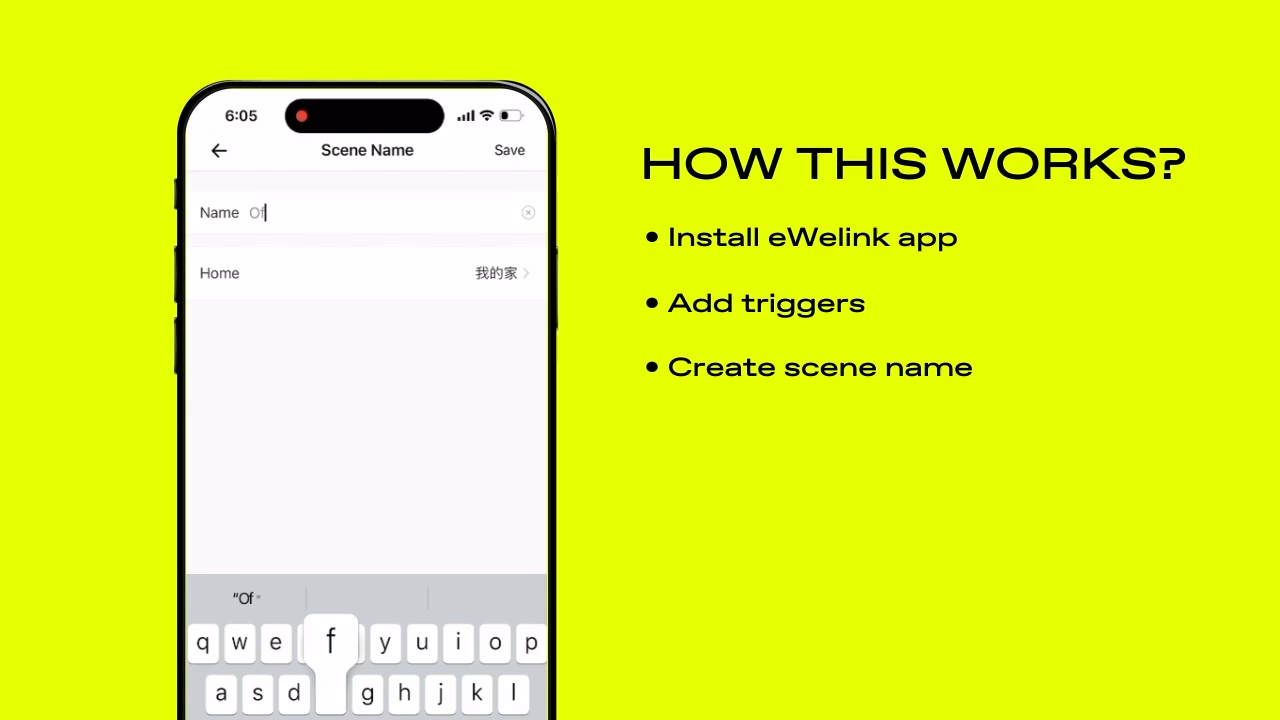 6:05
Scene Name
Save
Name Of
Home
我的家
"Of"
q w e f y u i o p
a s d g h j k l
HOW THIS WORKS?
• Install eWelink app
• Add triggers
• Create scene name